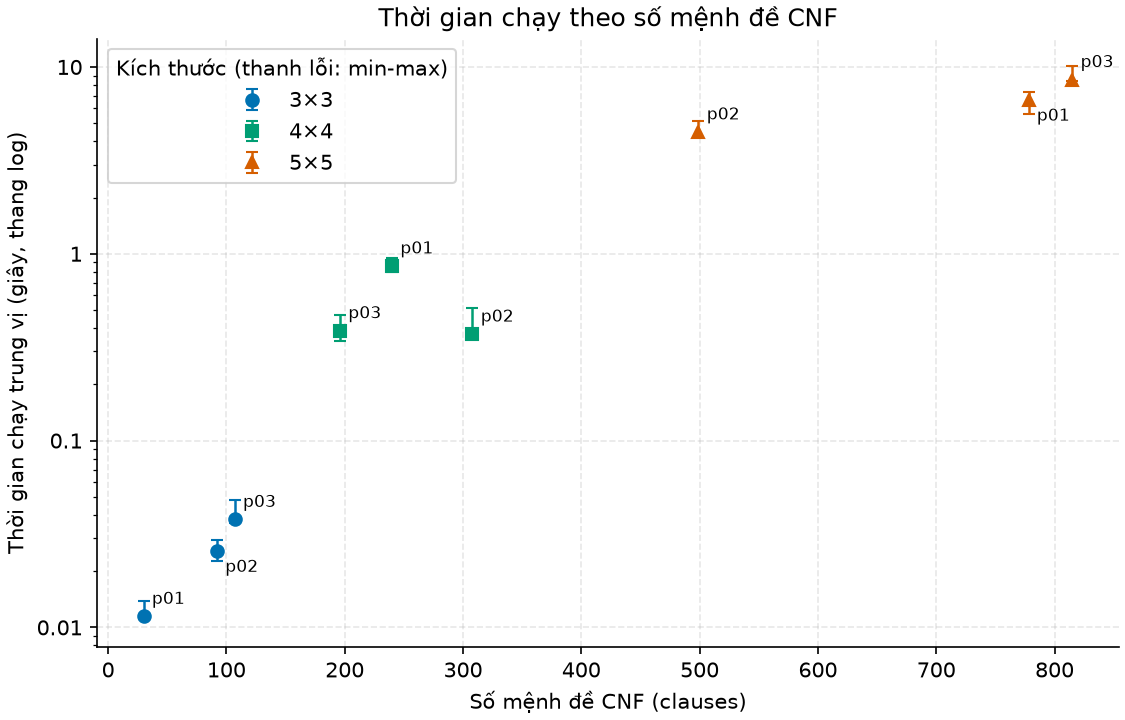 Thời gian chạy theo số mệnh đề CNF
Thời gian chạy trung vị (giây, thang log)
10
1
0.1
0.01
Kích thước (thanh lỗi: min-max)
3×3
4×4
5×5
p03
p02
p01
p01
p03
p02
p03
p02
p01
0
100
200
300
400
500
600
700
800
Số mệnh đề CNF (clauses)